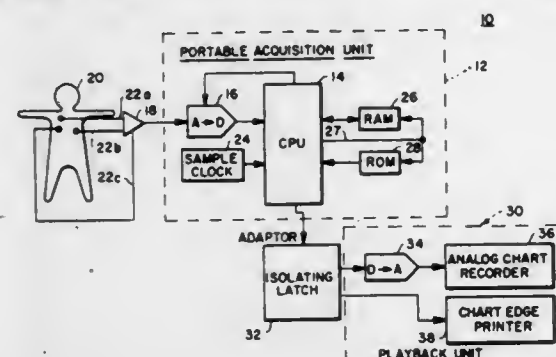 10
PORTABLE ACQUISITION UNIT
12
20
22a
18
16
14
26
A→D
CPU
RAM
27
24
28
22b
SAMPLE CLOCK
ROM
22c
30
ADAPTOR
34
36
ISOLATING LATCH
D→A
ANALOG CHART RECORDER
32
CHART EDGE PRINTER
38
PLAYBACK UNIT